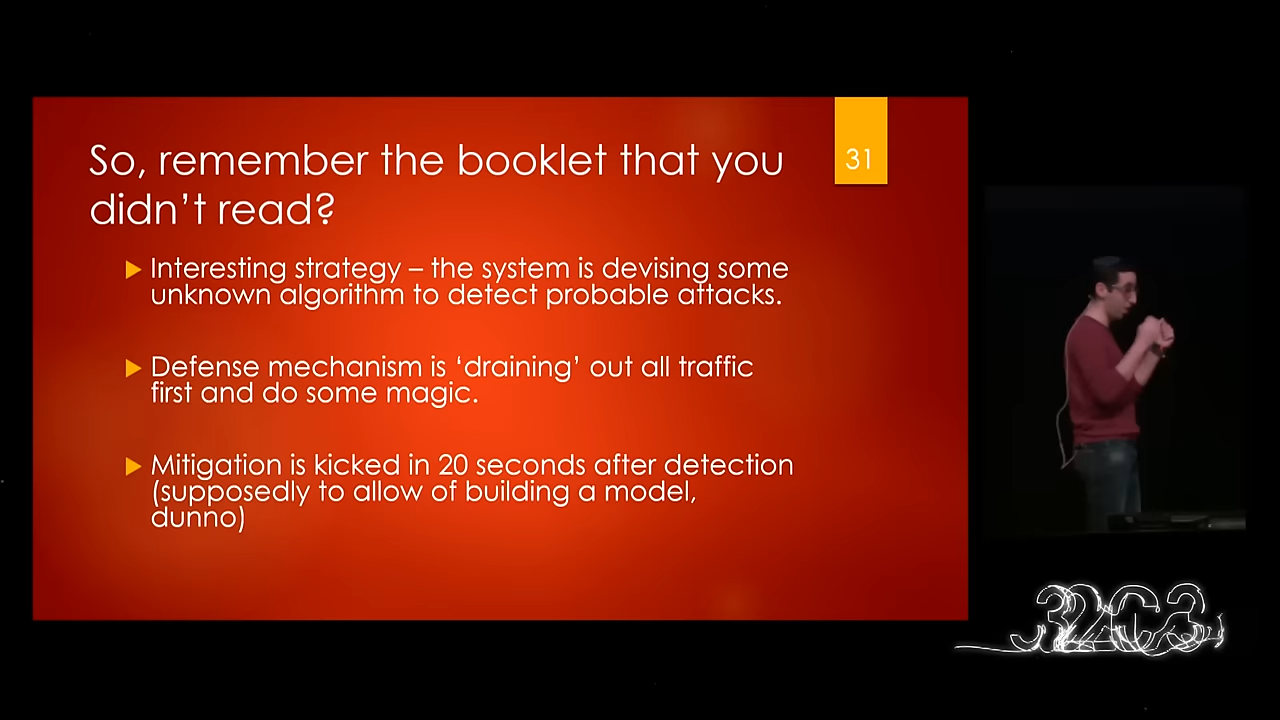 So, remember the booklet that you
didn't read?
31
Interesting strategy – the system is devising some
unknown algorithm to detect probable attacks.
Defense mechanism is ‘draining’ out all traffic
first and do some magic.
Mitigation is kicked in 20 seconds after detection
(supposedly to allow of building a model,
dunno)
32C3